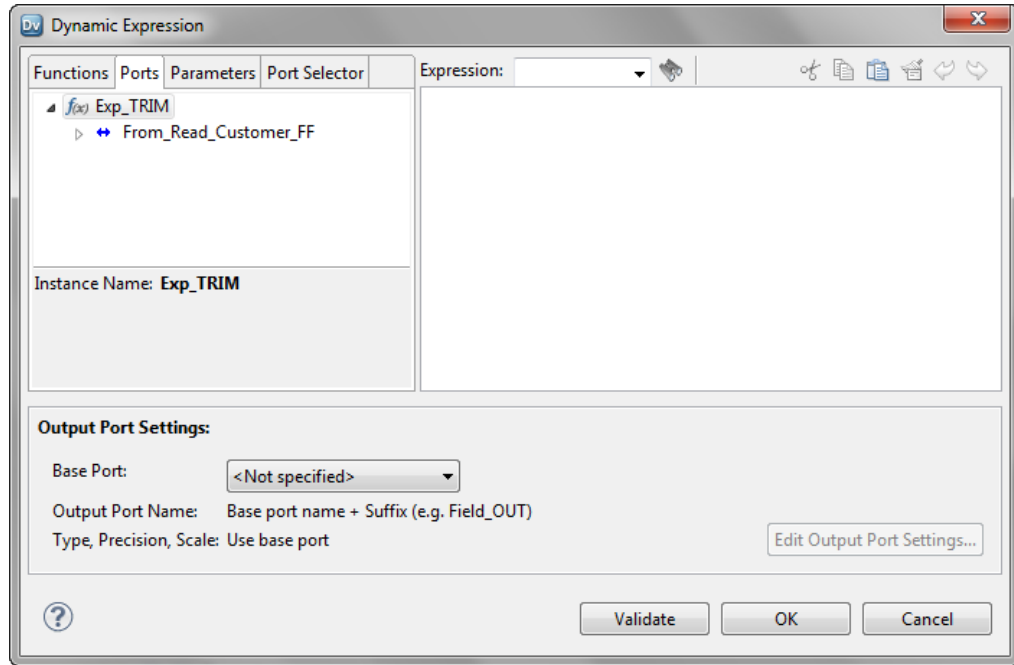 Dv Dynamic Expression
Functions Ports Parameters Port Selector Expression:
f(x) Exp_TRIM
From_Read_Customer_FF
Instance Name: Exp_TRIM
Output Port Settings:
Base Port: <Not specified>
Output Port Name: Base port name + Suffix (e.g. Field_OUT)
Type, Precision, Scale: Use base port Edit Output Port Settings...
? Validate OK Cancel